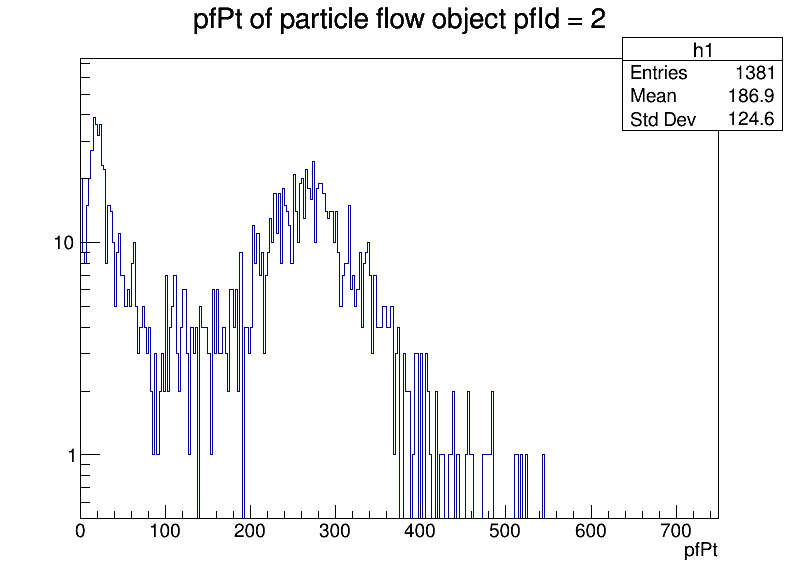 pfPt of particle flow object pfId = 2
h1
Entries 1381
Mean 186.9
Std Dev 124.6
10
1
0 100 200 300 400 500 600 700
pfPt